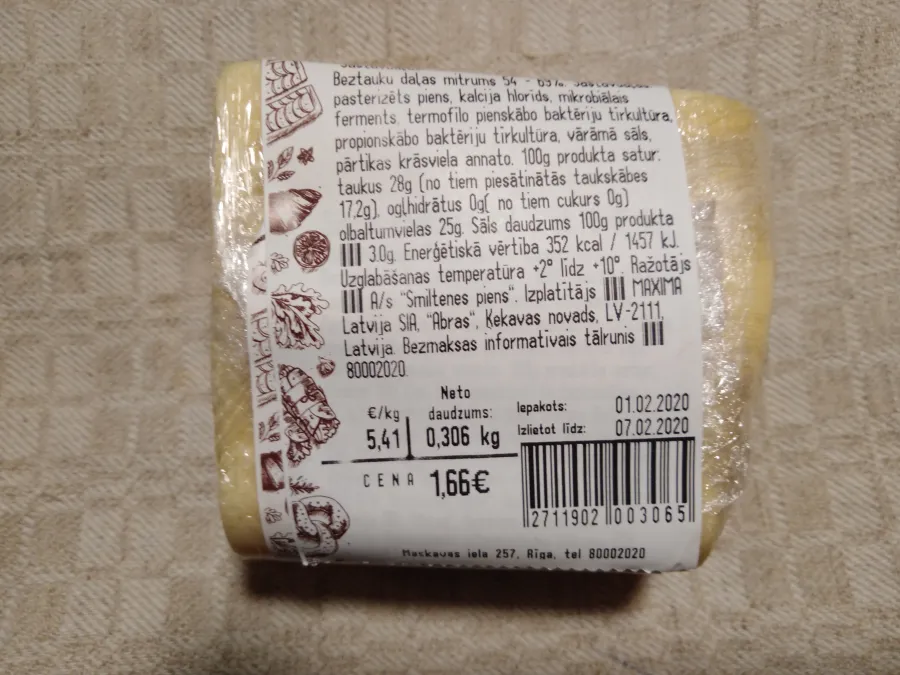 Beztauku daļas mitrums 54 - 63%.
pasterizēts piens, kalcija hlorīds, mikrobiālais
ferments, termofilo pienskābo baktēriju tīrkultūra,
propionskābo baktēriju tīrkultūra, vārāmā sāls,
pārtikas krāsviela annato. 100g produkta satur:
taukus 28g (no tiem piesātinātās taukskābes
17,2g), ogļhidrātus 0g( no tiem cukurs 0g)
olbaltumvielas 25g. Sāls daudzums 100g produkta
3.0g. Enerģētiskā vērtība 352 kcal / 1457 kJ.
Uzglabāšanas temperatūra +2° līdz +10°. Ražotājs
A/s "Smiltenes piens". Izplatītājs MAXIMA
Latvija SIA, "Abras", Ķekavas novads, LV-2111,
Latvija. Bezmaksas informatīvais tālrunis
80002020.
€/kg
5,41
Neto
daudzums:
0,306 kg
Iepakots: 01.02.2020
Izlietot līdz: 07.02.2020
CENA 1,66€
2711902 003065
Maskavas iela 257, Rīga, tel 80002020